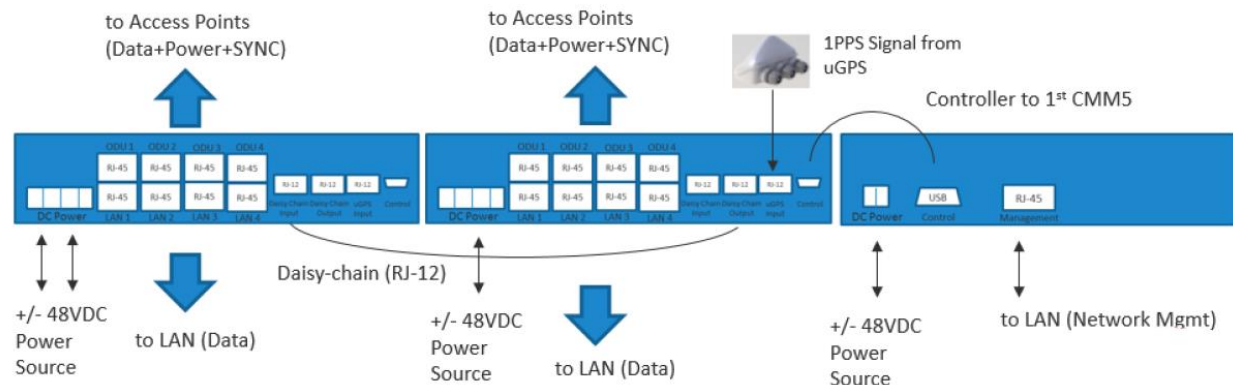 to Access Points
(Data+Power+SYNC)
to Access Points
(Data+Power+SYNC)
1PPS Signal from
uGPS
Controller to 1st CMM5
ODU 1 ODU 2 ODU 3 ODU 4
RJ-45 RJ-45 RJ-45 RJ-45
RJ-45 RJ-45 RJ-45 RJ-45
LAN 1 LAN 2 LAN 3 LAN 4
DC Power
RJ-12 RJ-12 RJ-12
Daisy Chain Input
Daisy Chain Output
uGPS Input
Control
ODU 1 ODU 2 ODU 3 ODU 4
RJ-45 RJ-45 RJ-45 RJ-45
RJ-45 RJ-45 RJ-45 RJ-45
LAN 1 LAN 2 LAN 3 LAN 4
DC Power
RJ-12 RJ-12 RJ-12
Daisy Chain Input
Daisy Chain Output
uGPS Input
Control
DC Power
USB
Control
RJ-45
Management
Daisy-chain (RJ-12)
+/- 48VDC
Power
Source
to LAN (Data)
+/- 48VDC
Power
Source
to LAN (Data)
+/- 48VDC
Power
Source
to LAN (Network Mgmt)